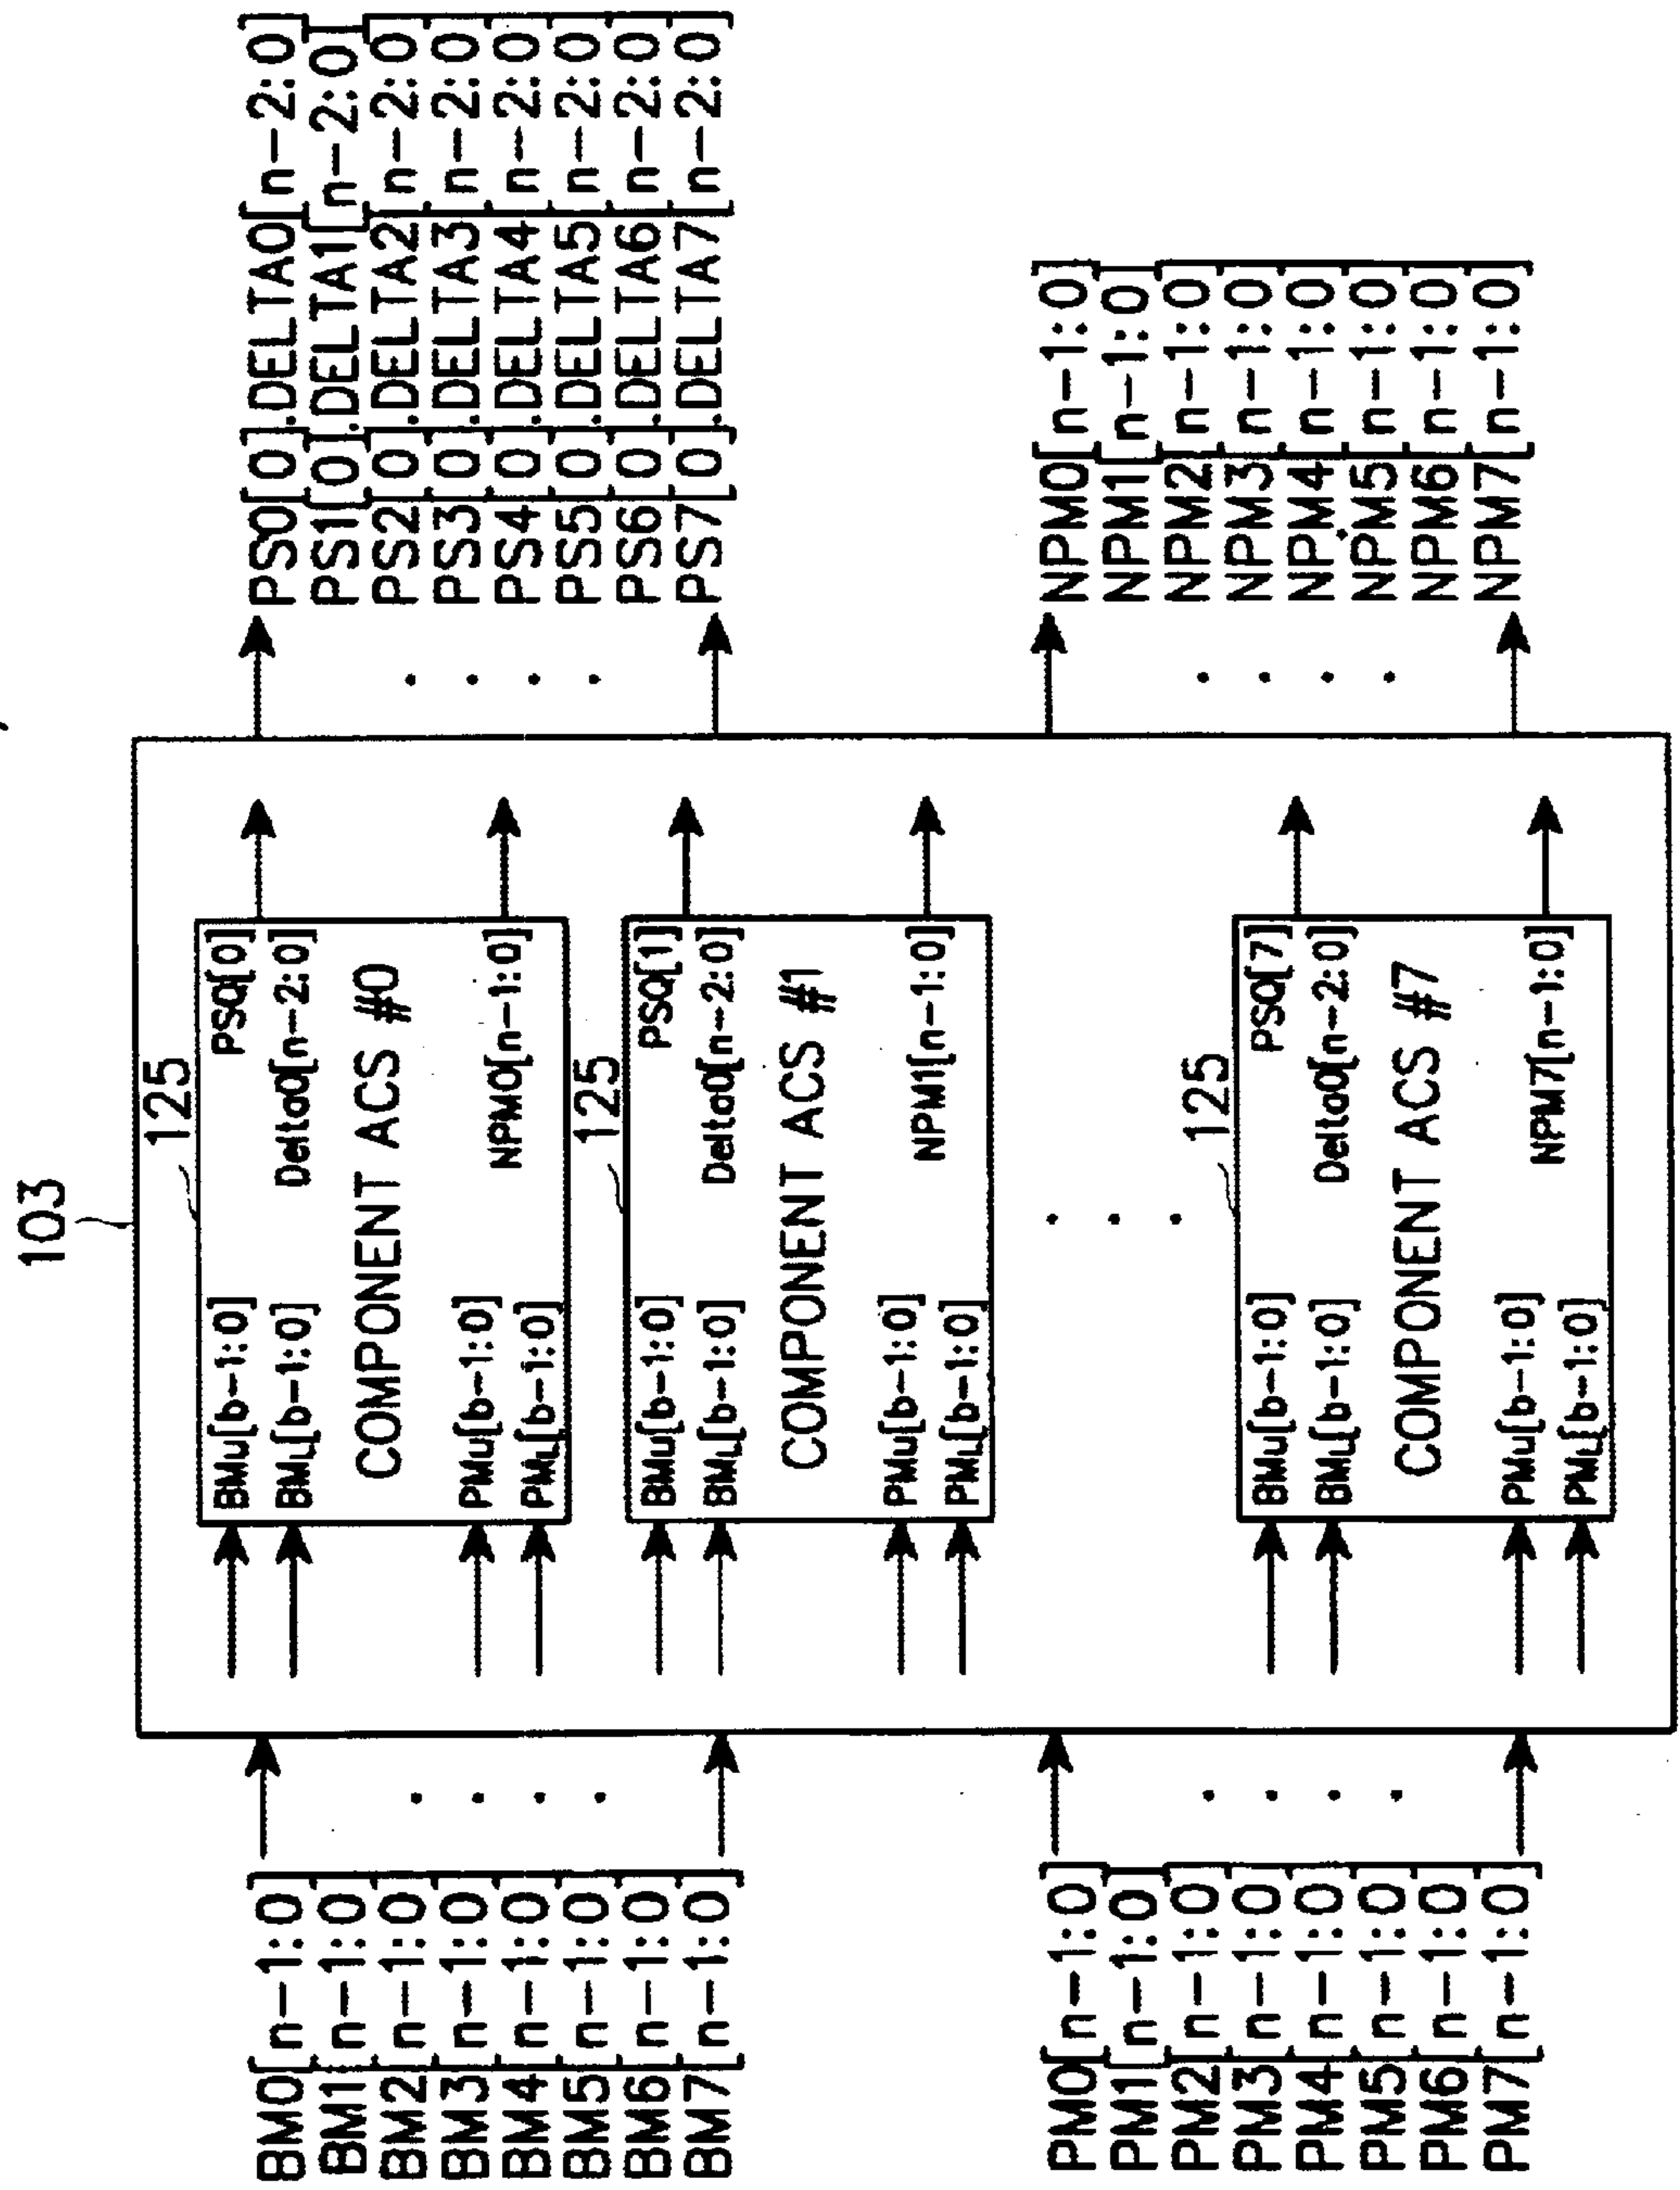 103
BM0[n-1:0]
BM1[n-1:0]
BM2[n-1:0]
BM3[n-1:0]
BM4[n-1:0]
BM5[n-1:0]
BM6[n-1:0]
BM7[n-1:0]
PM0[n-1:0]
PM1[n-1:0]
PM2[n-1:0]
PM3[n-1:0]
PM4[n-1:0]
PM5[n-1:0]
PM6[n-1:0]
PM7[n-1:0]
125
BMU[b-1:0] PSQ[0]
BML[b-1:0] Delta0[n-2:0]
COMPONENT ACS #0
PMU[b-1:0] NPM0[n-1:0]
PML[b-1:0]
125
BMU[b-1:0] PSQ[1]
BML[b-1:0] Delta0[n-2:0]
COMPONENT ACS #1
PMU[b-1:0] NPM1[n-1:0]
PML[b-1:0]
125
BMU[b-1:0] PSQ[7]
BML[b-1:0] Delta0[n-2:0]
COMPONENT ACS #7
PMU[b-1:0] NPM7[n-1:0]
PML[b-1:0]
PS0[0].DELTA0[n-2:0]
PS1[0].DELTA1[n-2:0]
PS2[0].DELTA2[n-2:0]
PS3[0].DELTA3[n-2:0]
PS4[0].DELTA4[n-2:0]
PS5[0].DELTA5[n-2:0]
PS6[0].DELTA6[n-2:0]
PS7[0].DELTA7[n-2:0]
NPM0[n-1:0]
NPM1[n-1:0]
NPM2[n-1:0]
NPM3[n-1:0]
NPM4[n-1:0]
NPM5[n-1:0]
NPM6[n-1:0]
NPM7[n-1:0]